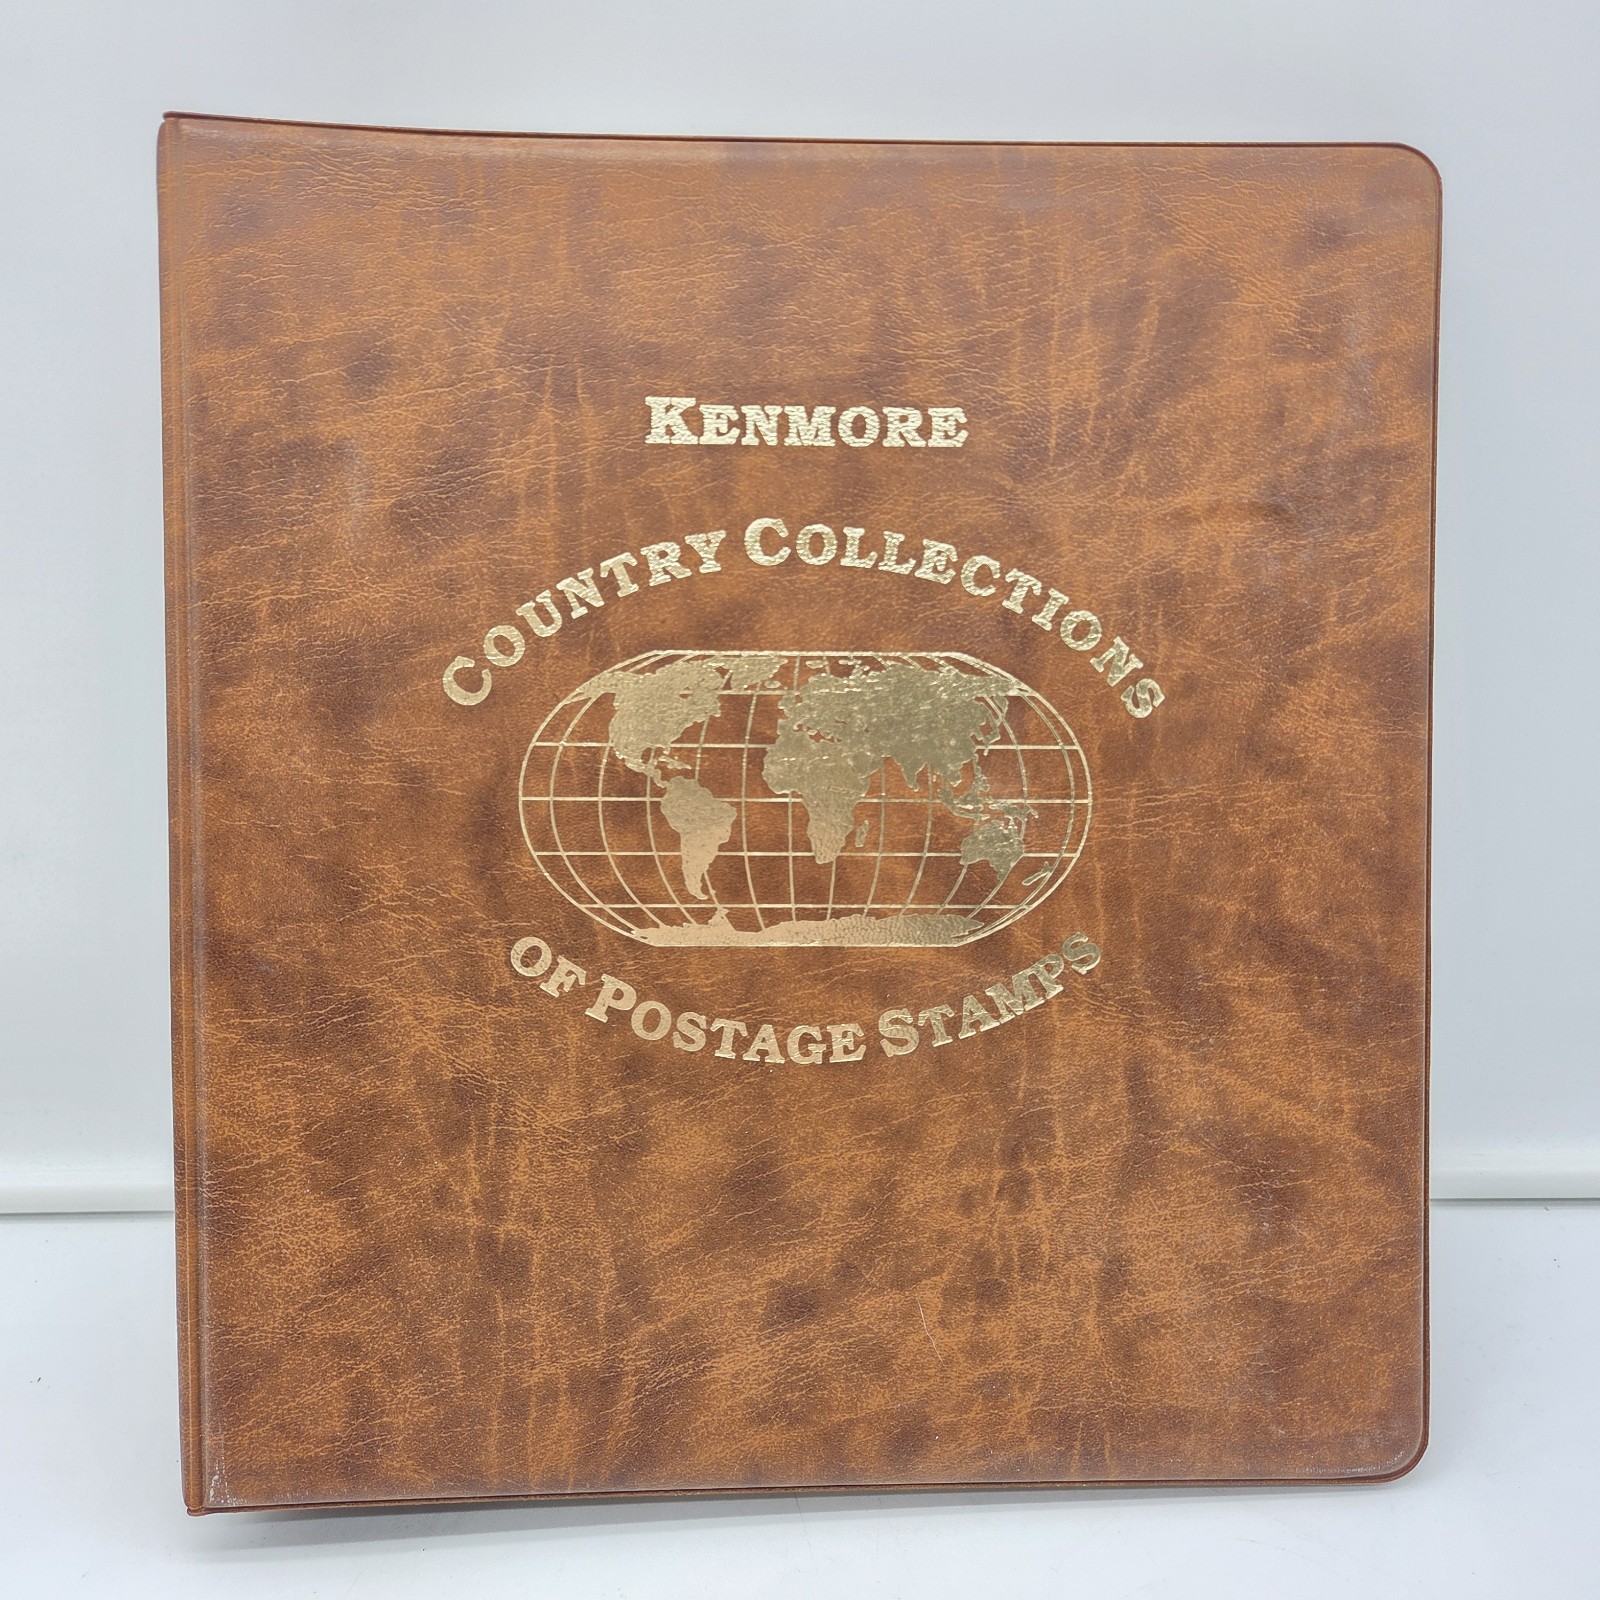 KENMORE
COUNTRY COLLECTIONS
OF POSTAGE STAMPS